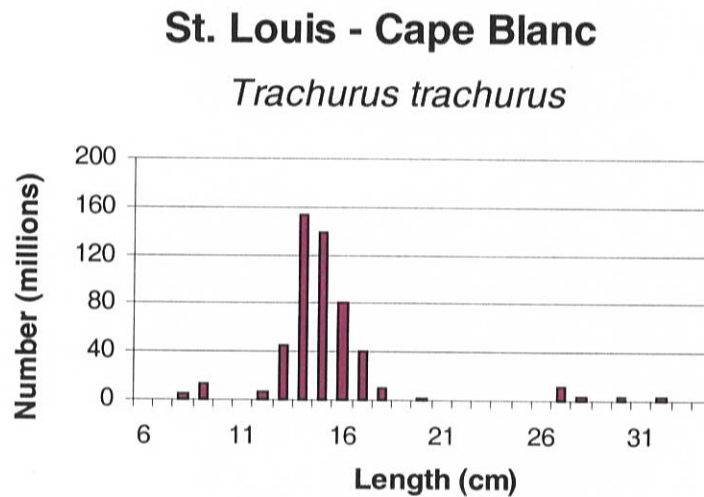 St. Louis - Cape Blanc
Trachurus trachurus
Number (millions)
200
160
120
80
40
0
6 11 16 21 26 31
Length (cm)